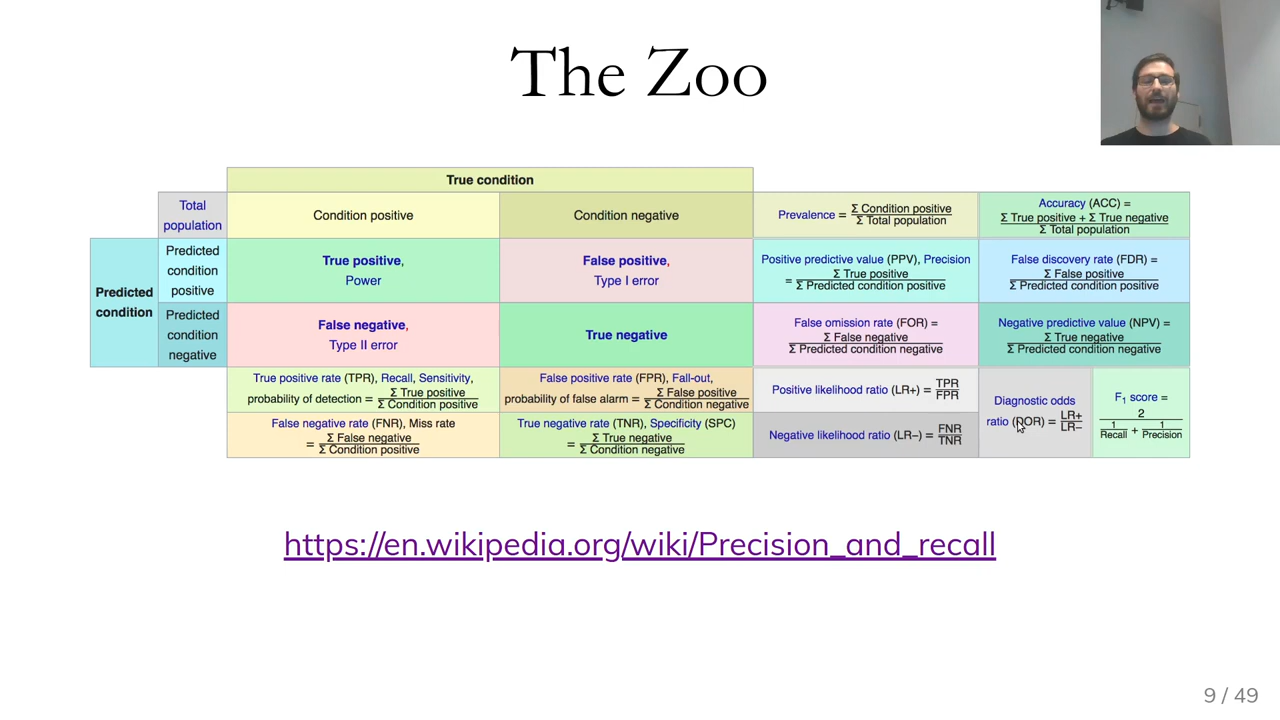 The Zoo
True condition
Total
population
Condition positive
Condition negative
Prevalence = Σ Condition positive / Σ Total population
Accuracy (ACC) =
Σ True positive + Σ True negative / Σ Total population
Predicted
condition
Predicted
condition
positive
True positive,
Power
False positive,
Type I error
Positive predictive value (PPV), Precision
= Σ True positive / Σ Predicted condition positive
False discovery rate (FDR) =
Σ False positive / Σ Predicted condition positive
Predicted
condition
negative
False negative,
Type II error
True negative
False omission rate (FOR) =
Σ False negative / Σ Predicted condition negative
Negative predictive value (NPV) =
Σ True negative / Σ Predicted condition negative
True positive rate (TPR), Recall, Sensitivity,
probability of detection = Σ True positive / Σ Condition positive
False positive rate (FPR), Fall-out,
probability of false alarm = Σ False positive / Σ Condition negative
Positive likelihood ratio (LR+) = TPR / FPR
Diagnostic odds
ratio (DOR) = LR+ / LR−
F1 score =
2 / (1 / Recall + 1 / Precision)
False negative rate (FNR), Miss rate
= Σ False negative / Σ Condition positive
True negative rate (TNR), Specificity (SPC)
= Σ True negative / Σ Condition negative
Negative likelihood ratio (LR−) = FNR / TNR
https://en.wikipedia.org/wiki/Precision_and_recall
9 / 49